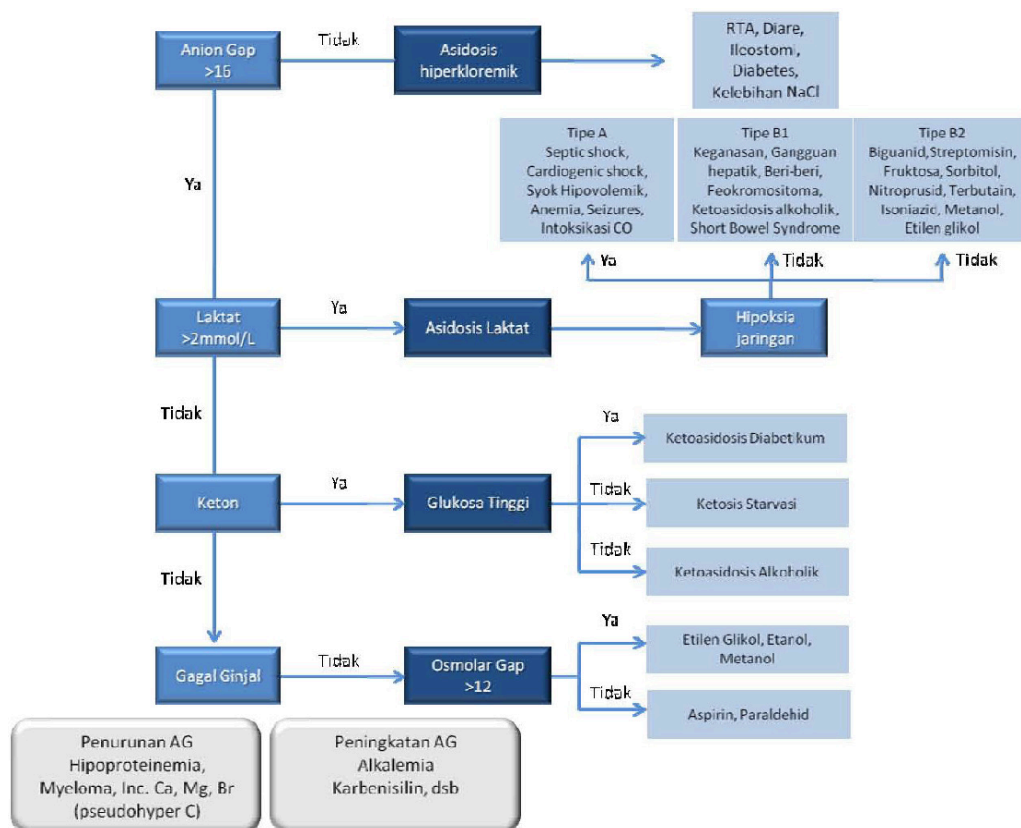 Anion Gap
>16
Tidak
Asidosis
hiperkloremik
RTA, Diare,
Ileostomi,
Diabetes,
Kelebihan NaCl
Ya
Tipe A
Septic shock,
Cardiogenic shock,
Syok Hipovolemik,
Anemia, Seizures,
Intoksikasi CO
Tipe B1
Keganasan, Gangguan
hepatik, Beri-beri,
Feokromositoma,
Ketoasidosis alkoholik,
Short Bowel Syndrome
Tipe B2
Biguanid,Streptomisin,
Fruktosa, Sorbitol,
Nitroprusid, Terbutain,
Isoniazid, Metanol,
Etilen glikol
Ya
Tidak
Tidak
Laktat
>2mmol/L
Ya
Asidosis Laktat
Hipoksia
jaringan
Tidak
Keton
Ya
Glukosa Tinggi
Ya
Ketoasidosis Diabetikum
Tidak
Ketosis Starvasi
Tidak
Ketoasidosis Alkoholik
Tidak
Gagal Ginjal
Tidak
Osmolar Gap
>12
Ya
Etilen Glikol, Etanol,
Metanol
Tidak
Aspirin, Paraldehid
Penurunan AG
Hipoproteinemia,
Myeloma, Inc. Ca, Mg, Br
(pseudohyper C)
Peningkatan AG
Alkalemia
Karbenisilin, dsb